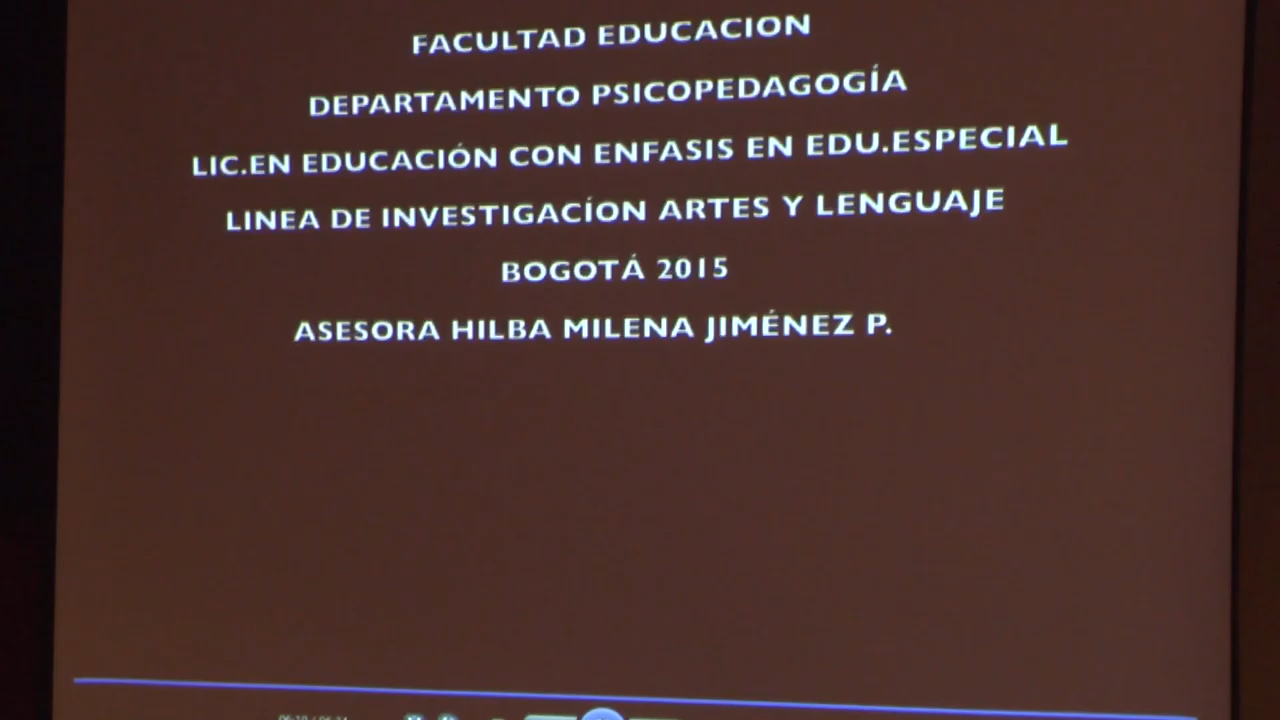 FACULTAD EDUCACION
DEPARTAMENTO PSICOPEDAGOGÍA
LIC.EN EDUCACIÓN CON ENFASIS EN EDU.ESPECIAL
LINEA DE INVESTIGACÍON ARTES Y LENGUAJE
BOGOTÁ 2015
ASESORA HILBA MILENA JIMÉNEZ P.